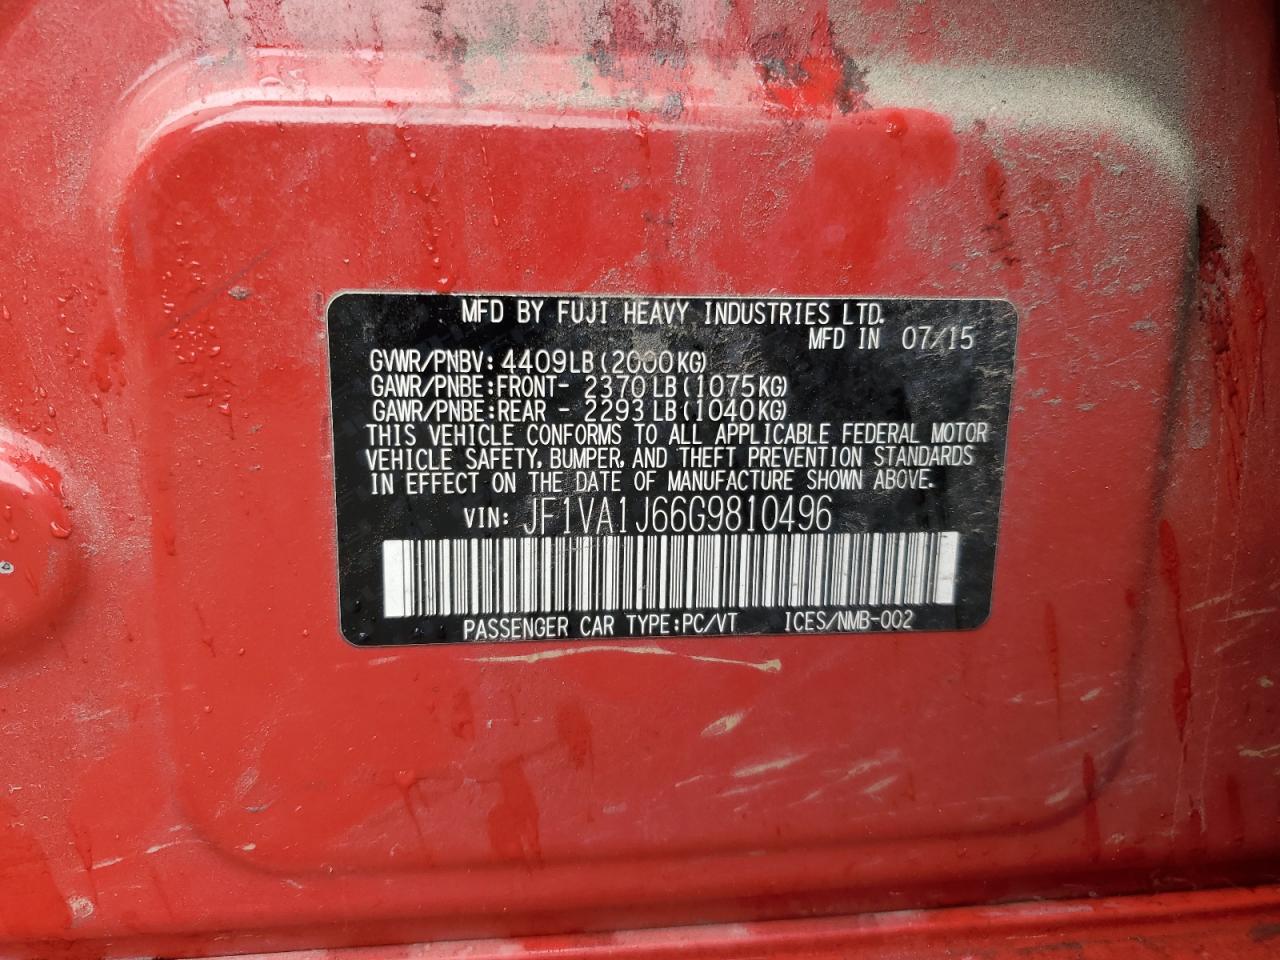 MFD BY FUJI HEAVY INDUSTRIES LTD.
MFD IN 07/15
GVWR/PNBV: 4409LB(2000KG)
GAWR/PNBE:FRONT- 2370LB(1075KG)
GAWR/PNBE:REAR - 2293LB(1040KG)
THIS VEHICLE CONFORMS TO ALL APPLICABLE FEDERAL MOTOR
VEHICLE SAFETY, BUMPER, AND THEFT PREVENTION STANDARDS
IN EFFECT ON THE DATE OF MANUFACTURE SHOWN ABOVE.
VIN: JF1VA1J66G9810496
PASSENGER CAR TYPE:PC/VT ICES/NMB-002